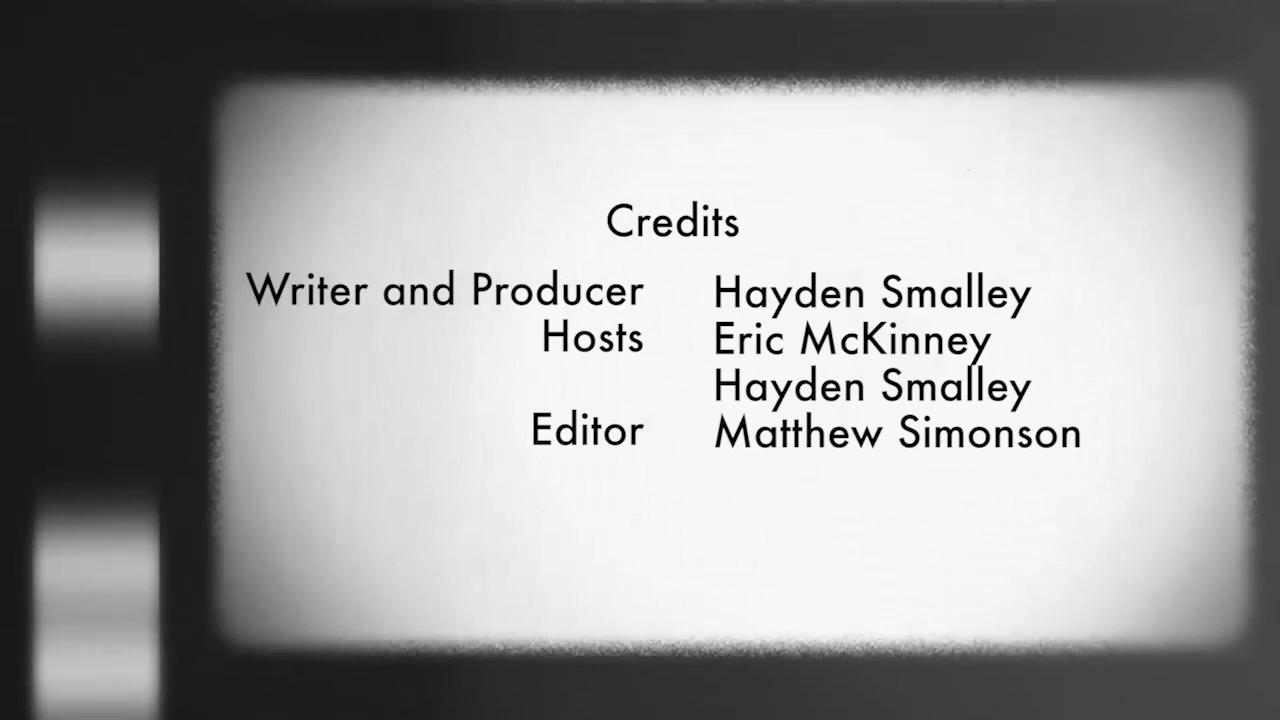 Credits
Writer and Producer Hayden Smalley
Hosts Eric McKinney
Hayden Smalley
Editor Matthew Simonson